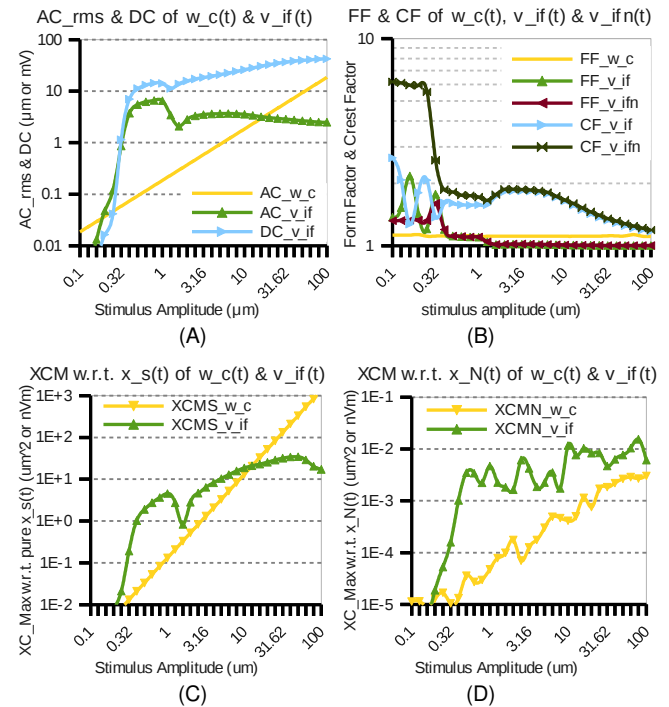 AC_rms & DC of w_c(t) & v_if(t)
AC_rms & DC (µm or mV)
100
10
1
0.1
0.01
AC_w_c
AC_v_if
DC_v_if
0.1
0.32
1
3.16
10
31.62
100
Stimulus Amplitude (µm)
(A)
FF & CF of w_c(t), v_if(t) & v_ifn(t)
Form Factor & Crest Factor
10
1
FF_w_c
FF_v_if
FF_v_ifn
CF_v_if
CF_v_ifn
0.1
0.32
1
3.16
10
31.62
100
stimulus amplitude (um)
(B)
XCM w.r.t. x_s(t) of w_c(t) & v_if(t)
XC_Max w.r.t. pure x_s(t) (um^2 or nVm)
1E+3
1E+2
1E+1
1E+0
1E-1
1E-2
XCMS_w_c
XCMS_v_if
0.1
0.32
1
3.16
10
31.62
100
Stimulus Amplitude (um)
(C)
XCM w.r.t. x_N(t) of w_c(t) & v_if(t)
XC_Max w.r.t. x_N(t) (um^2 or nVm)
1E-1
1E-2
1E-3
1E-4
1E-5
XCMN_w_c
XCMN_v_if
0.1
0.32
1
3.16
10
31.62
100
Stimulus Amplitude (um)
(D)